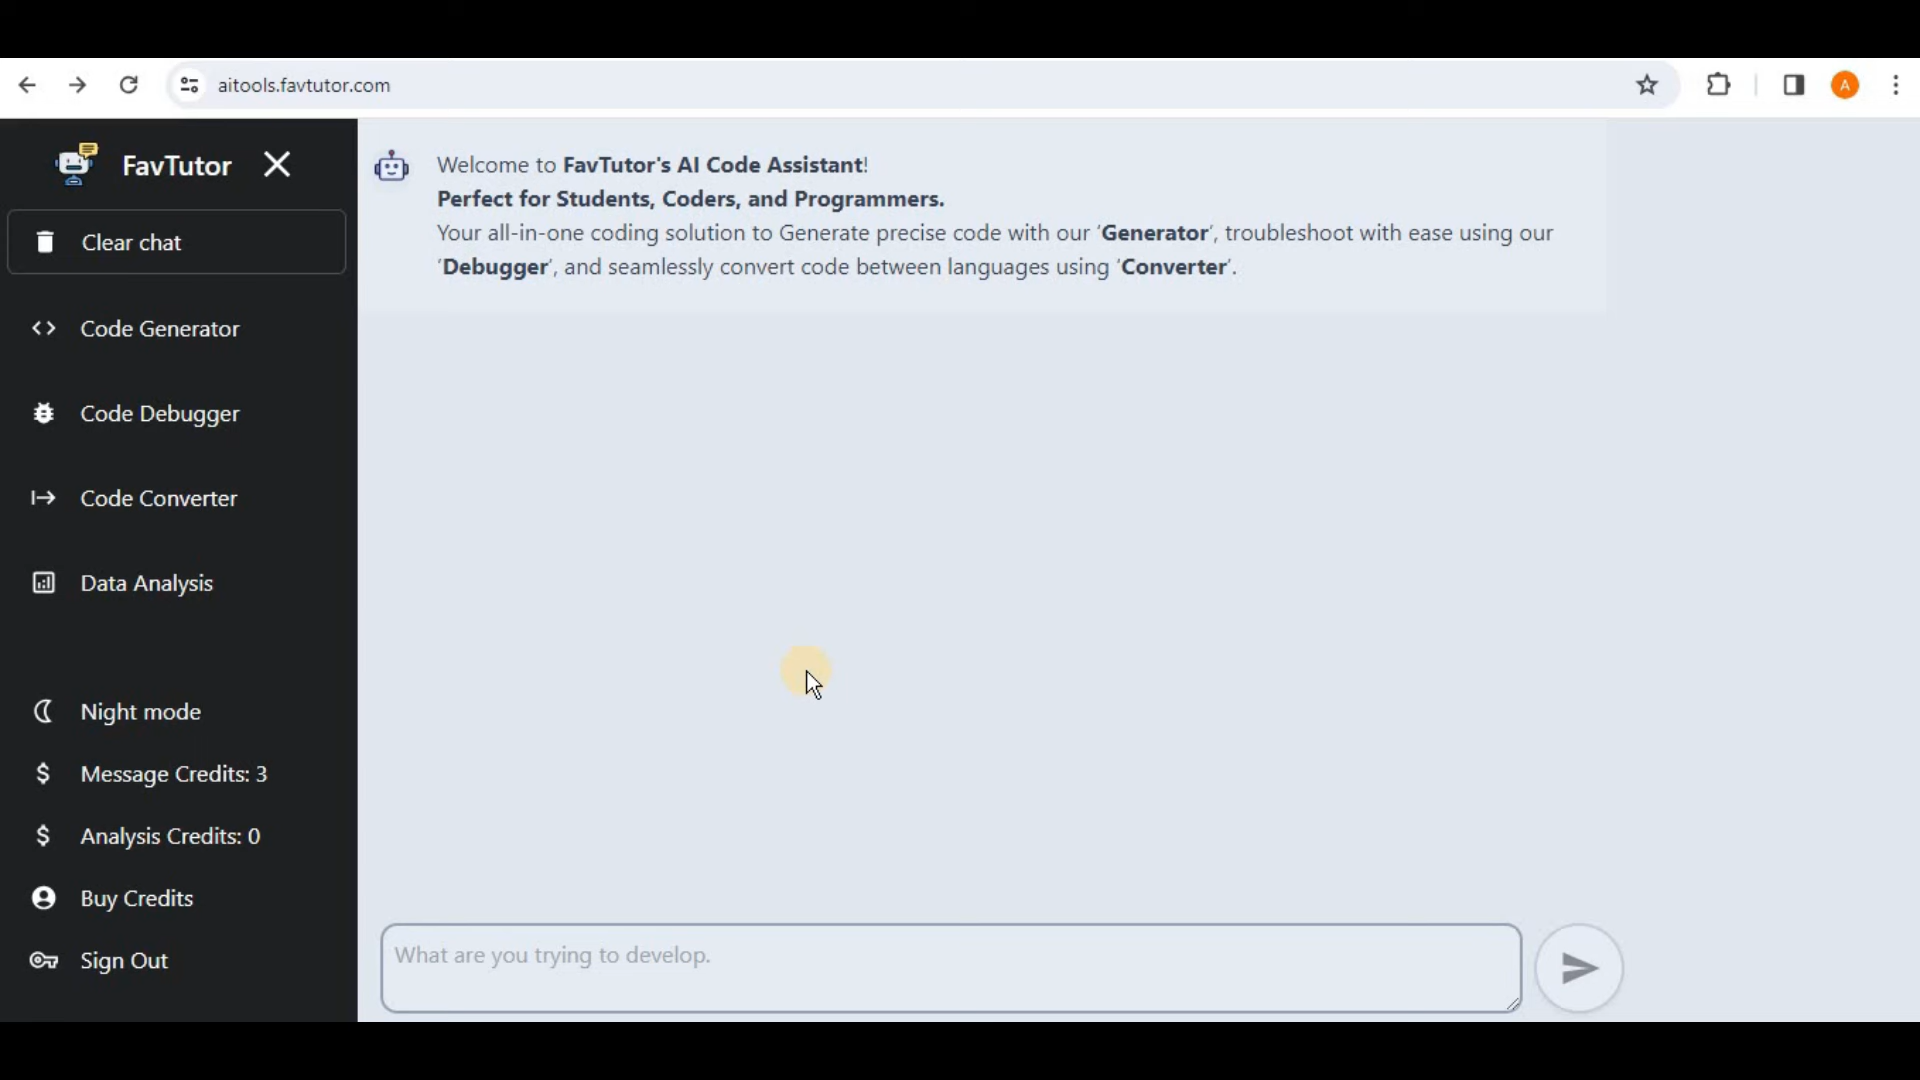 aitools.favtutor.com
A
FavTutor
Clear chat
Code Generator
Code Debugger
Code Converter
Data Analysis
Night mode
Message Credits: 3
Analysis Credits: 0
Buy Credits
Sign Out
Welcome to FavTutor's AI Code Assistant!
Perfect for Students, Coders, and Programmers.
Your all-in-one coding solution to Generate precise code with our 'Generator', troubleshoot with ease using our
'Debugger', and seamlessly convert code between languages using 'Converter'.
What are you trying to develop.